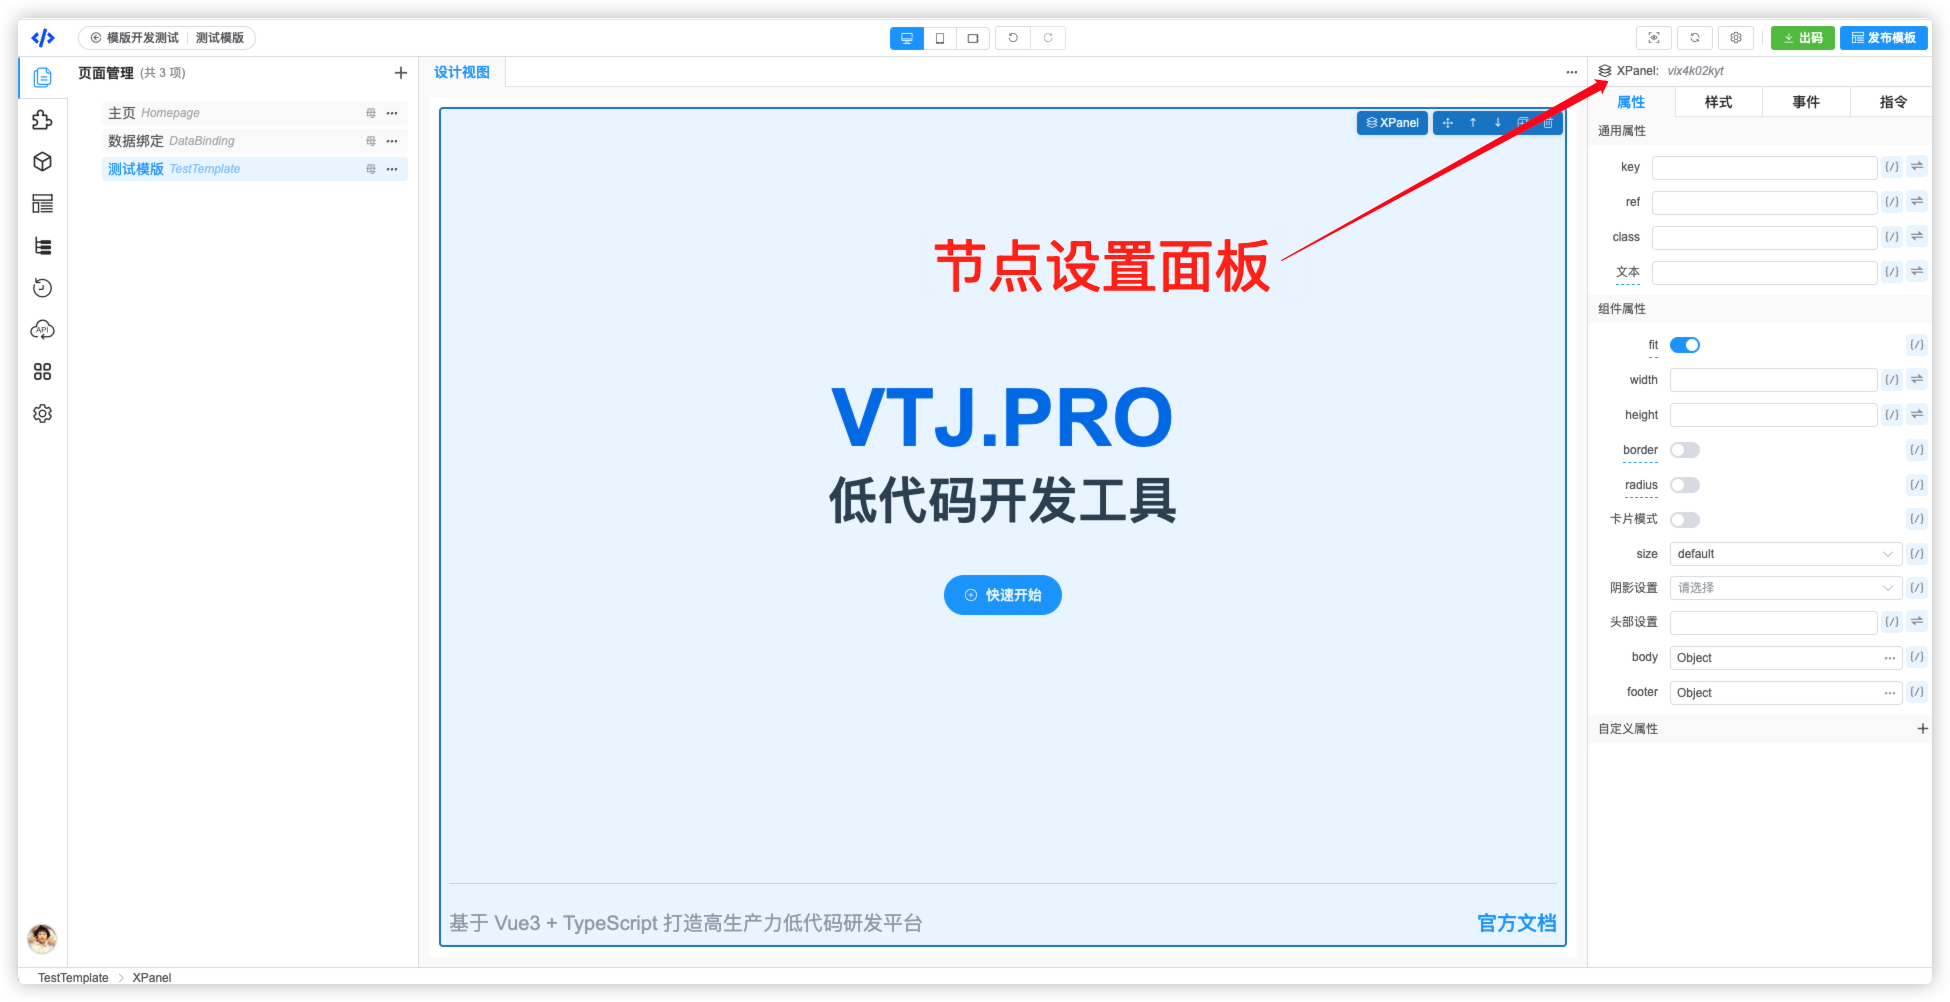 模版开发测试 测试模版
出码 发布模板
页面管理 (共 3 项)
主页 Homepage
数据绑定 DataBinding
测试模版 TestTemplate
API
设计视图
XPanel
节点设置面板
VTJ.PRO
低代码开发工具
快速开始
基于 Vue3 + TypeScript 打造高生产力低代码研发平台 官方文档
XPanel: vix4k02kyt
属性 样式 事件 指令
通用属性
key {/}
ref {/}
class {/}
文本 {/}
组件属性
fit {/}
width {/}
height {/}
border {/}
radius {/}
卡片模式 {/}
size default {/}
阴影设置 请选择 {/}
头部设置 {/}
body Object {/}
footer Object {/}
自定义属性
TestTemplate > XPanel